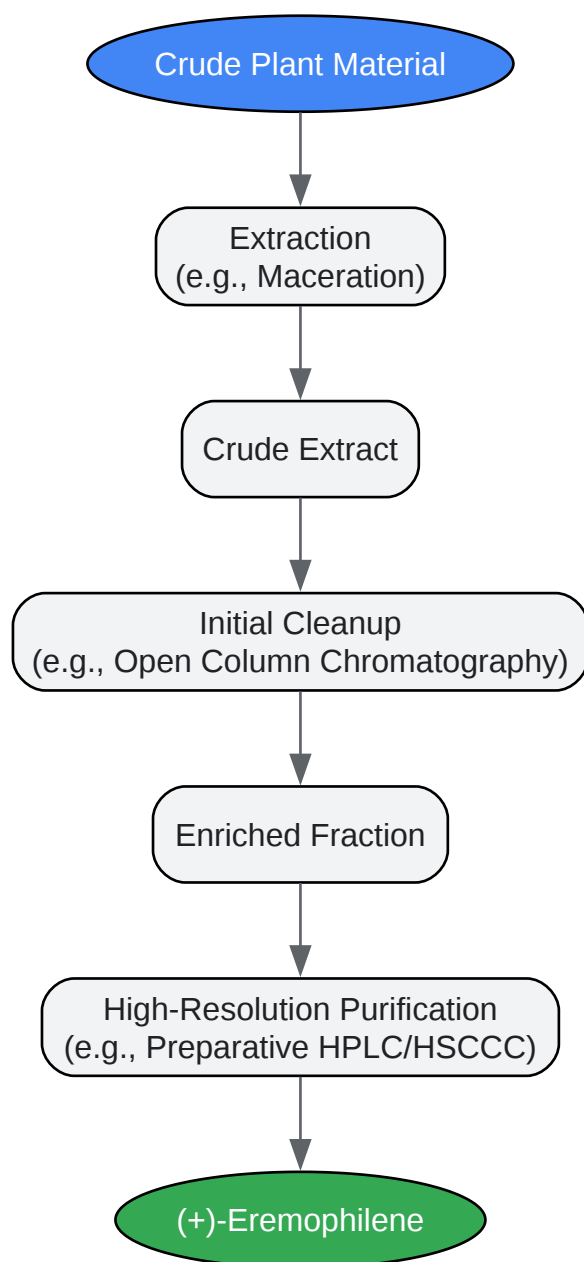 Crude Plant Material
Extraction
(e.g., Maceration)
Crude Extract
Initial Cleanup
(e.g., Open Column Chromatography)
Enriched Fraction
High-Resolution Purification
(e.g., Preparative HPLC/HSCCC)
(+)-Eremophilene